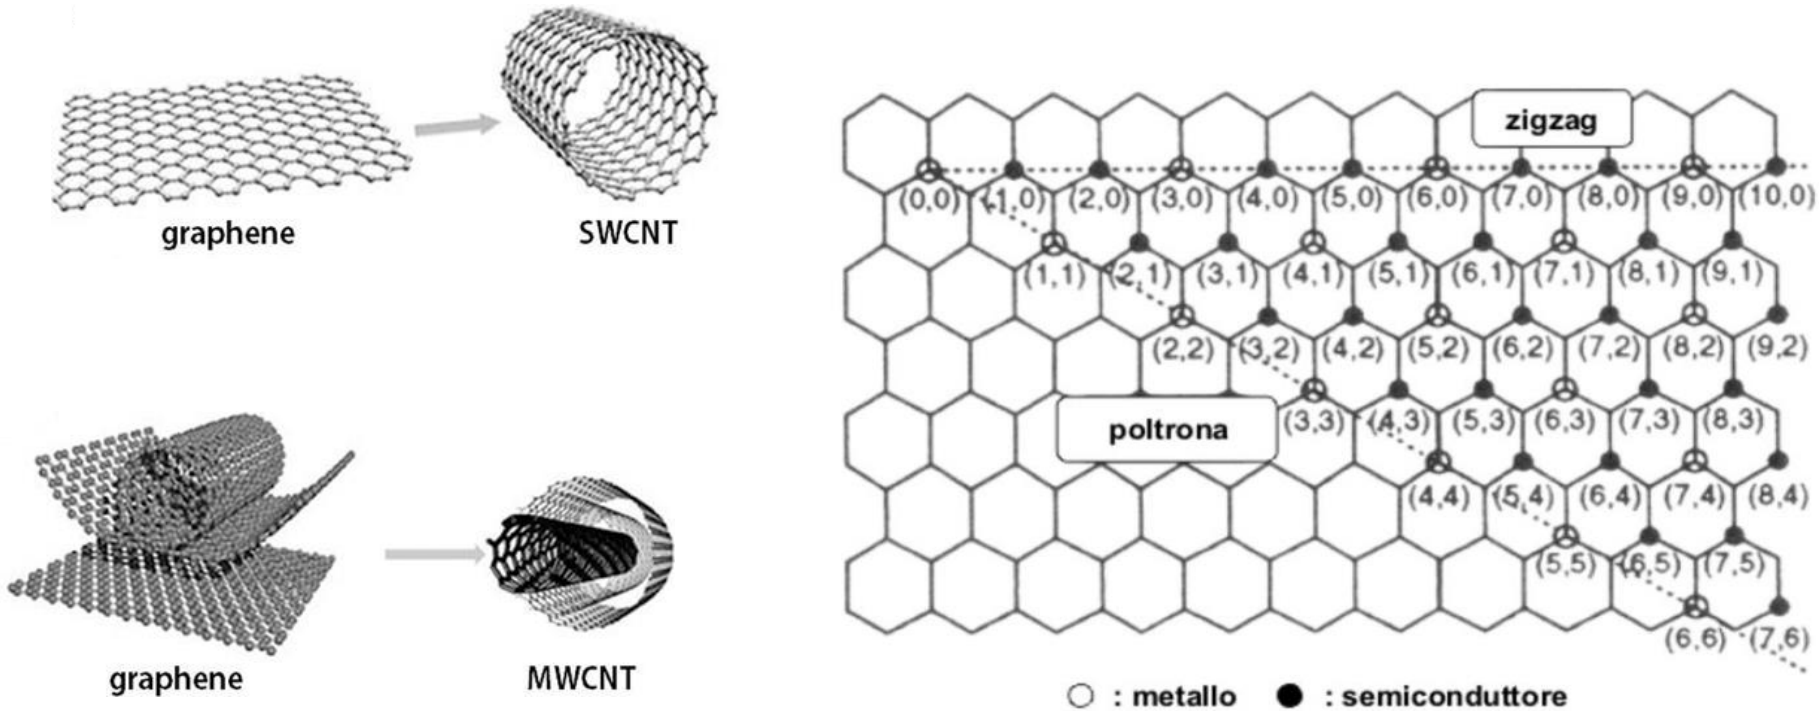 graphene
SWCNT
graphene
MWCNT
zigzag
(0,0) (1,0) (2,0) (3,0) (4,0) (5,0) (6,0) (7,0) (8,0) (9,0) (10,0)
(1,1) (2,1) (3,1) (4,1) (5,1) (6,1) (7,1) (8,1) (9,1)
(2,2) (3,2) (4,2) (5,2) (6,2) (7,2) (8,2) (9,2)
poltrona
(3,3) (4,3) (5,3) (6,3) (7,3) (8,3)
(4,4) (5,4) (6,4) (7,4) (8,4)
(5,5) (6,5) (7,5)
(6,6) (7,6)
: metallo : semiconduttore